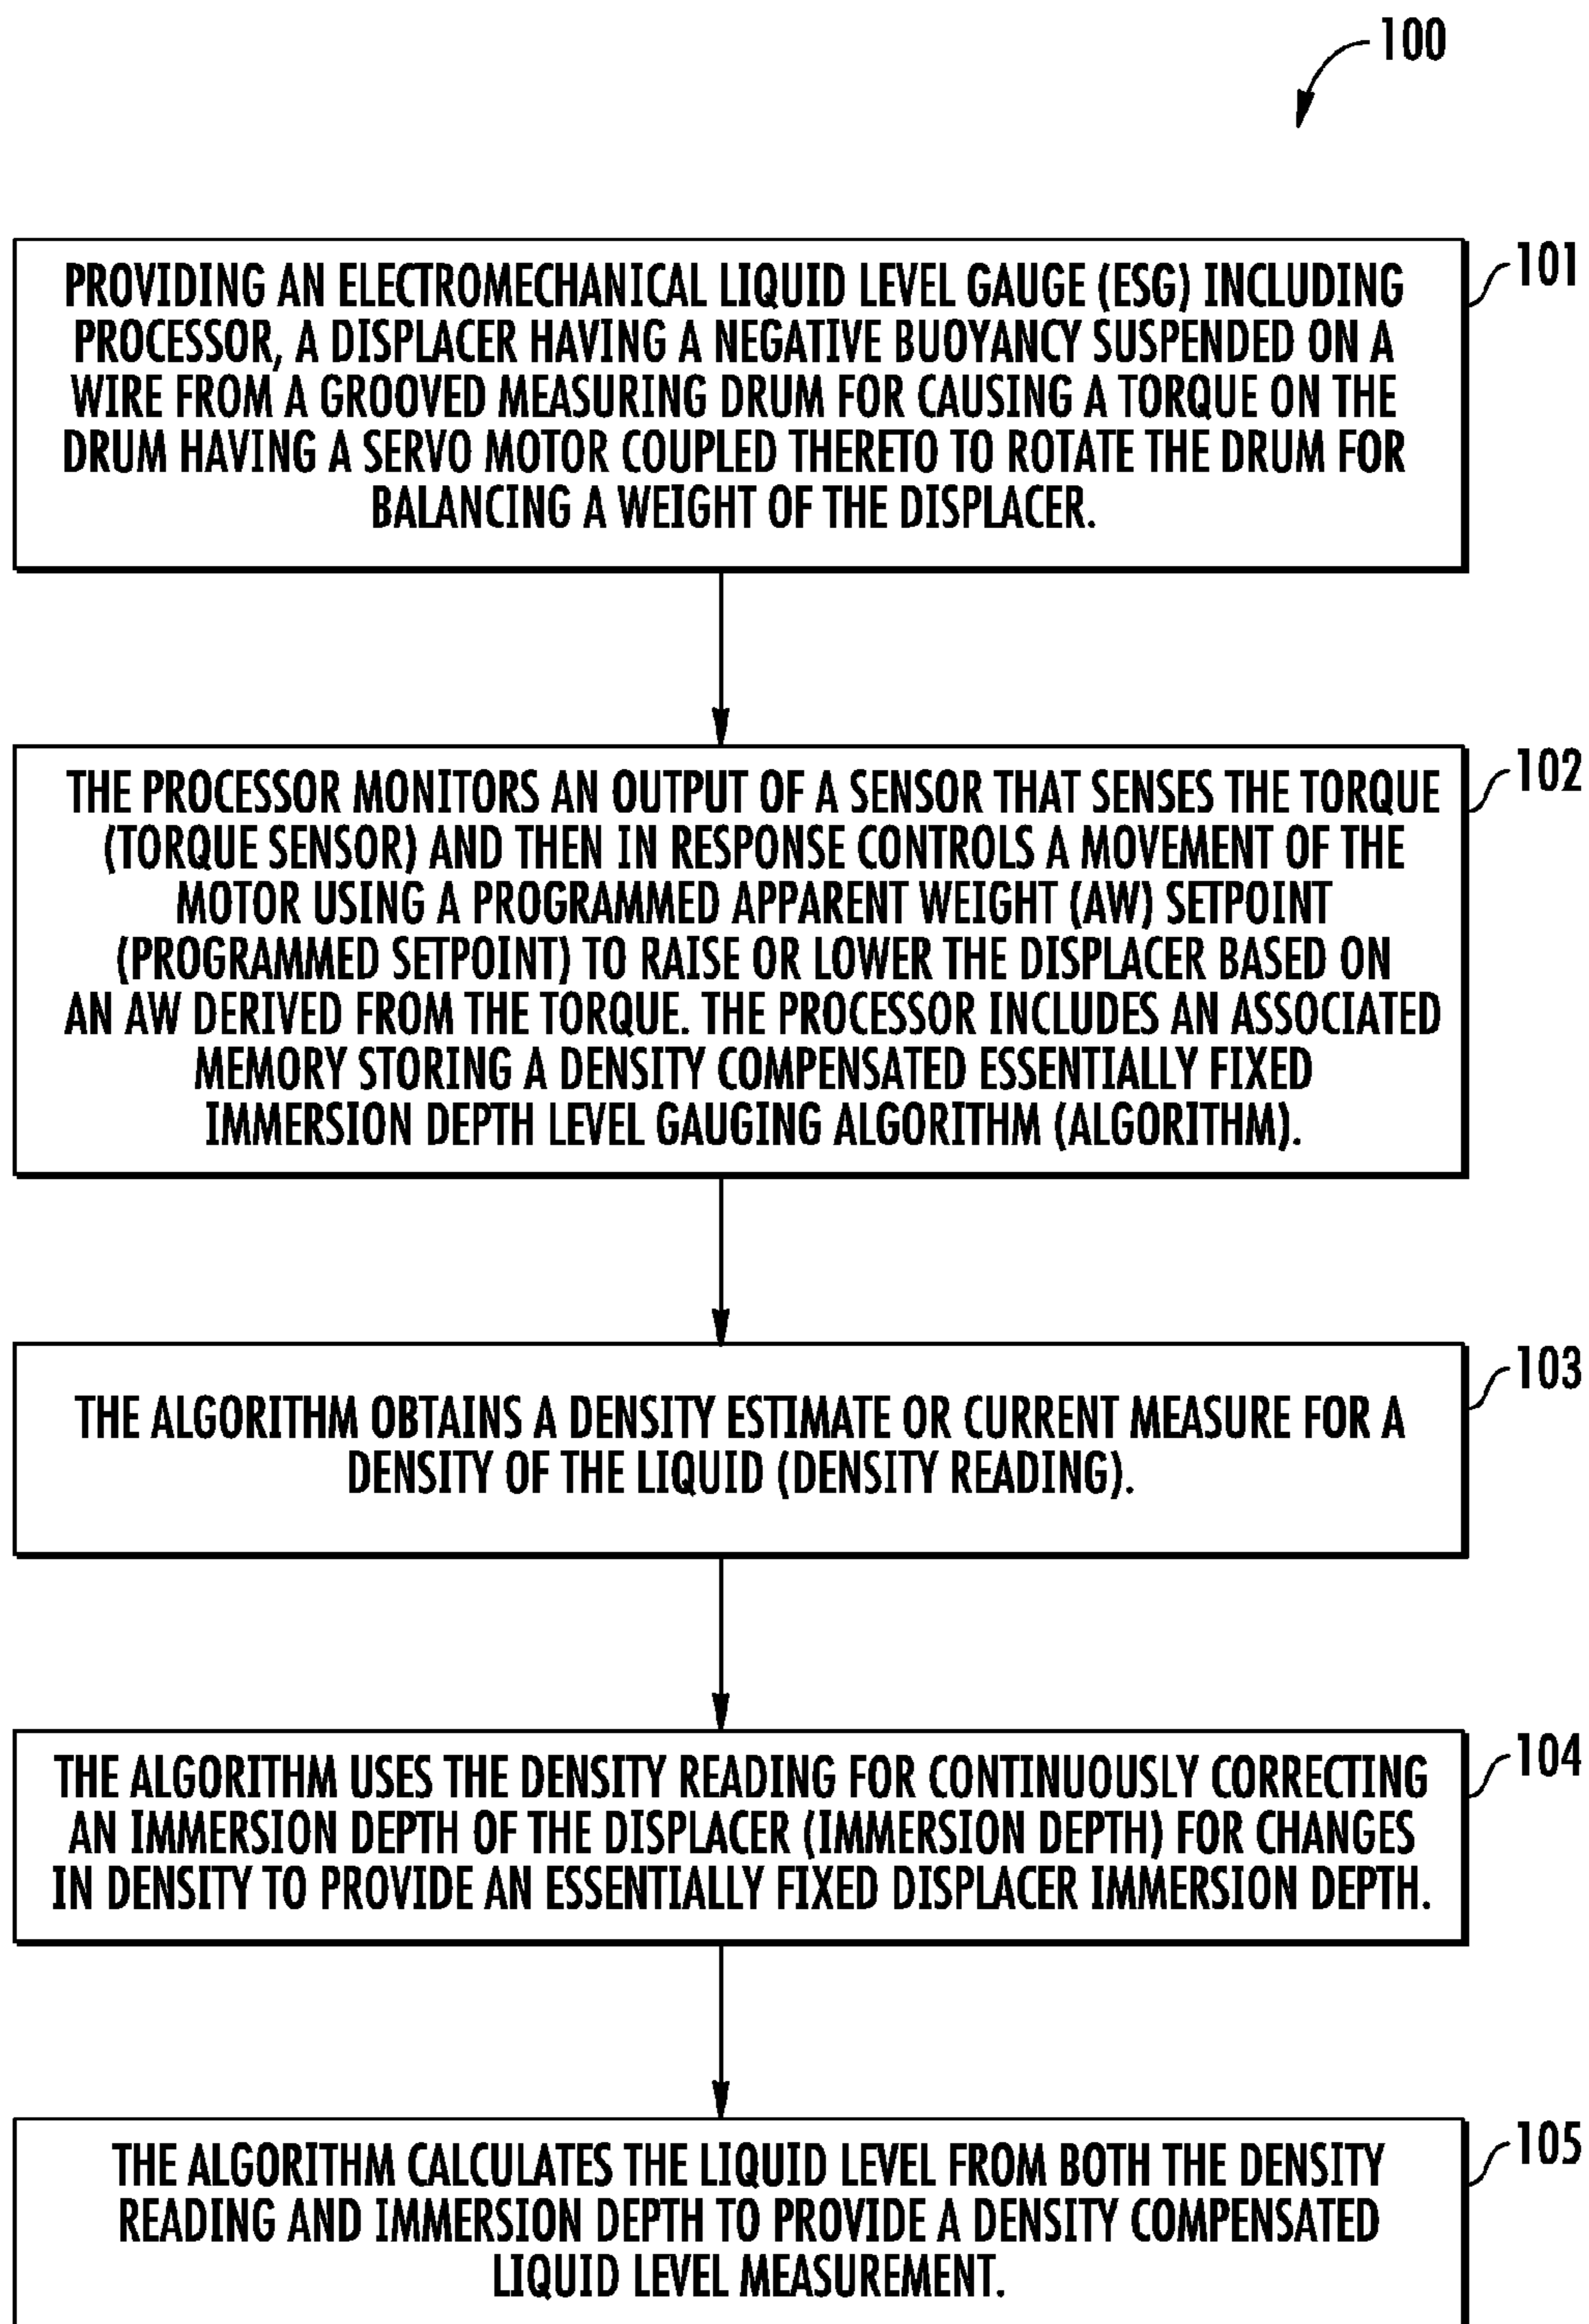 100
101
PROVIDING AN ELECTROMECHANICAL LIQUID LEVEL GAUGE (ESG) INCLUDING
PROCESSOR, A DISPLACER HAVING A NEGATIVE BUOYANCY SUSPENDED ON A
WIRE FROM A GROOVED MEASURING DRUM FOR CAUSING A TORQUE ON THE
DRUM HAVING A SERVO MOTOR COUPLED THERETO TO ROTATE THE DRUM FOR
BALANCING A WEIGHT OF THE DISPLACER.
102
THE PROCESSOR MONITORS AN OUTPUT OF A SENSOR THAT SENSES THE TORQUE
(TORQUE SENSOR) AND THEN IN RESPONSE CONTROLS A MOVEMENT OF THE
MOTOR USING A PROGRAMMED APPARENT WEIGHT (AW) SETPOINT
(PROGRAMMED SETPOINT) TO RAISE OR LOWER THE DISPLACER BASED ON
AN AW DERIVED FROM THE TORQUE. THE PROCESSOR INCLUDES AN ASSOCIATED
MEMORY STORING A DENSITY COMPENSATED ESSENTIALLY FIXED
IMMERSION DEPTH LEVEL GAUGING ALGORITHM (ALGORITHM).
103
THE ALGORITHM OBTAINS A DENSITY ESTIMATE OR CURRENT MEASURE FOR A
DENSITY OF THE LIQUID (DENSITY READING).
104
THE ALGORITHM USES THE DENSITY READING FOR CONTINUOUSLY CORRECTING
AN IMMERSION DEPTH OF THE DISPLACER (IMMERSION DEPTH) FOR CHANGES
IN DENSITY TO PROVIDE AN ESSENTIALLY FIXED DISPLACER IMMERSION DEPTH.
105
THE ALGORITHM CALCULATES THE LIQUID LEVEL FROM BOTH THE DENSITY
READING AND IMMERSION DEPTH TO PROVIDE A DENSITY COMPENSATED
LIQUID LEVEL MEASUREMENT.